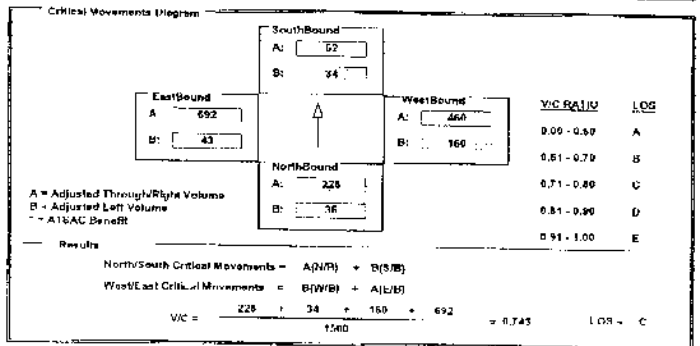 Critical Movements Diagram
SouthBound
A: 62
B: 34
EastBound
A: 692
B: 43
WestBound
A: 460
B: 160
NorthBound
A: 228
B: 36
V/C RATIO LOS
0.00 - 0.60 A
0.61 - 0.70 B
0.71 - 0.80 C
0.81 - 0.90 D
0.91 - 1.00 E
A = Adjusted Through/Right Volume
B = Adjusted Left Volume
* = ATSAC Benefit
Results
North/South Critical Movements = A(N/B) + B(S/B)
West/East Critical Movements = B(W/B) + A(E/B)
V/C = 228 + 34 + 160 + 692
1500 = 0.743 LOS = C